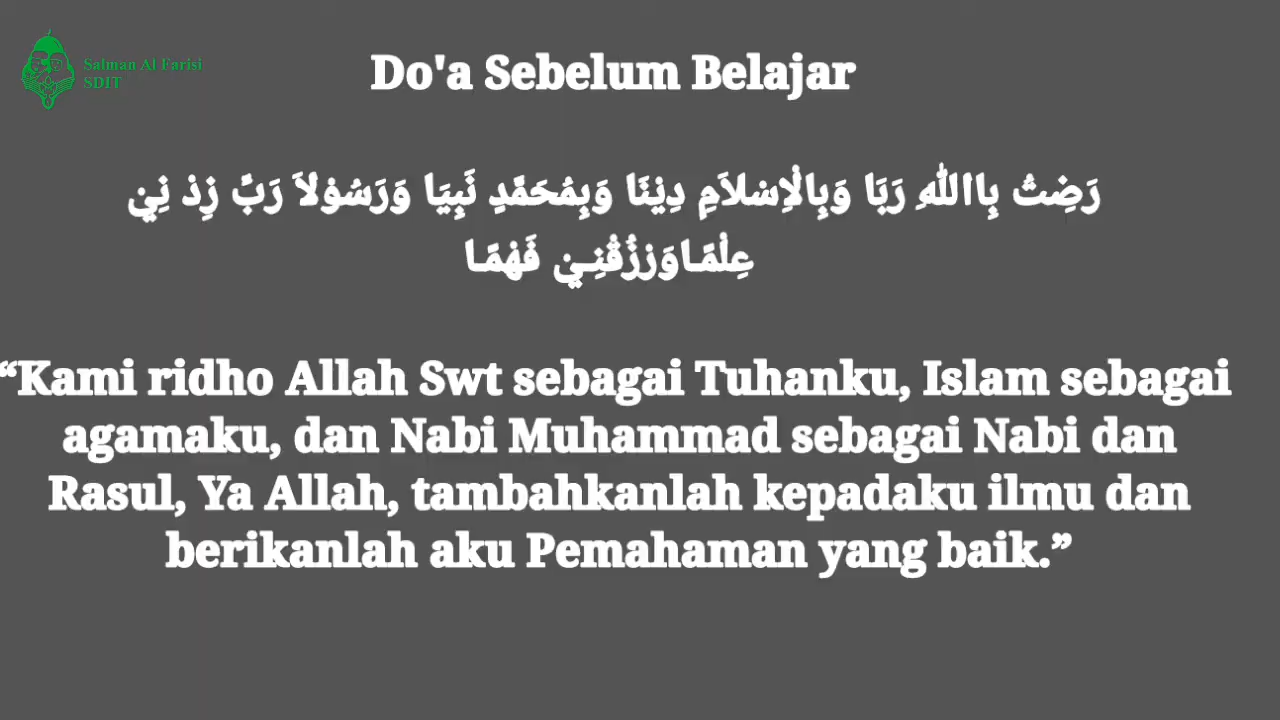 Salman Al Farisi
SDIT
Do'a Sebelum Belajar
رَضِتُ بِااللهِ رَبَا وَبِالْاِسْلاَمِ دِيْنَا وَبِمُحَمَّدٍ نَبِيَا وَرَسُوْلاَ رَبِّ زِدْ نِيْ
عِلْمًـاوَرْزُقْنِـيْ فَهْمًـا
“Kami ridho Allah Swt sebagai Tuhanku, Islam sebagai
agamaku, dan Nabi Muhammad sebagai Nabi dan
Rasul, Ya Allah, tambahkanlah kepadaku ilmu dan
berikanlah aku Pemahaman yang baik.”